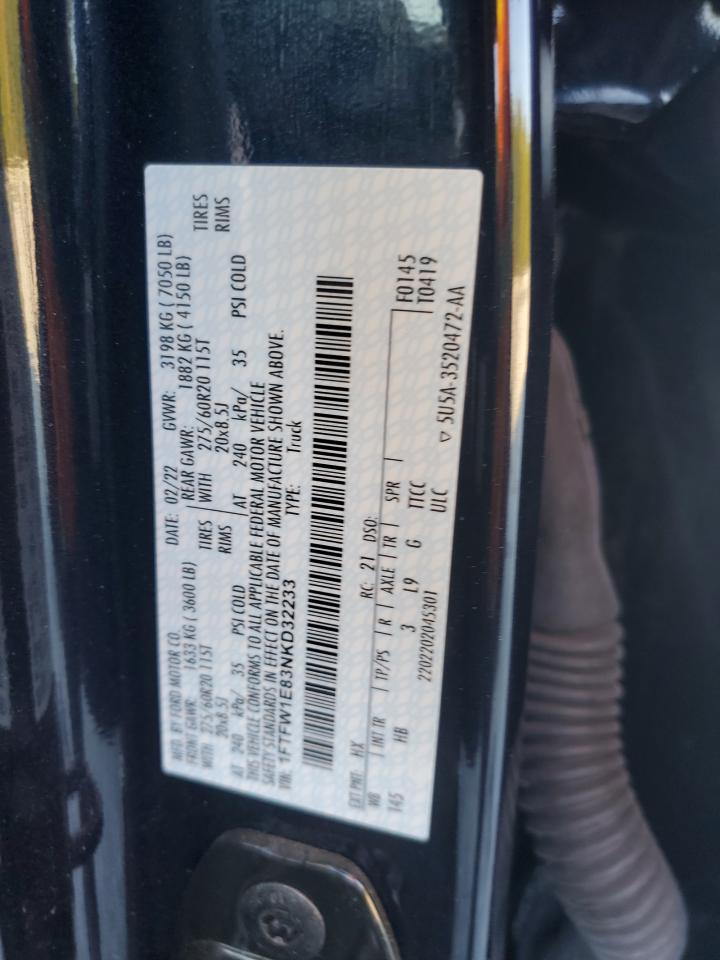 MFD. BY FORD MOTOR CO.
DATE: 02/22 GVWR: 3198 KG ( 7050 LB)
FRONT GAWR: 1633 KG ( 3600 LB) REAR GAWR: 1882 KG ( 4150 LB)
WITH 275/60R20 115T TIRES WITH 275/60R20 115T TIRES
20x8.5J RIMS 20x8.5J RIMS
AT 240 kPa/ 35 PSI COLD AT 240 kPa/ 35 PSI COLD
THIS VEHICLE CONFORMS TO ALL APPLICABLE FEDERAL MOTOR VEHICLE
SAFETY STANDARDS IN EFFECT ON THE DATE OF MANUFACTURE SHOWN ABOVE.
VIN: 1FTFW1E83NKD32233 TYPE: Truck
EXT PNT: HX RC: 21 DSO:
WB | INT TR | TP/PS | R | AXLE | TR | SPR F0145
145 HB 3 L9 G TTCC T0419
2202202045301 ULC
▽ 5U5A-3520472-AA